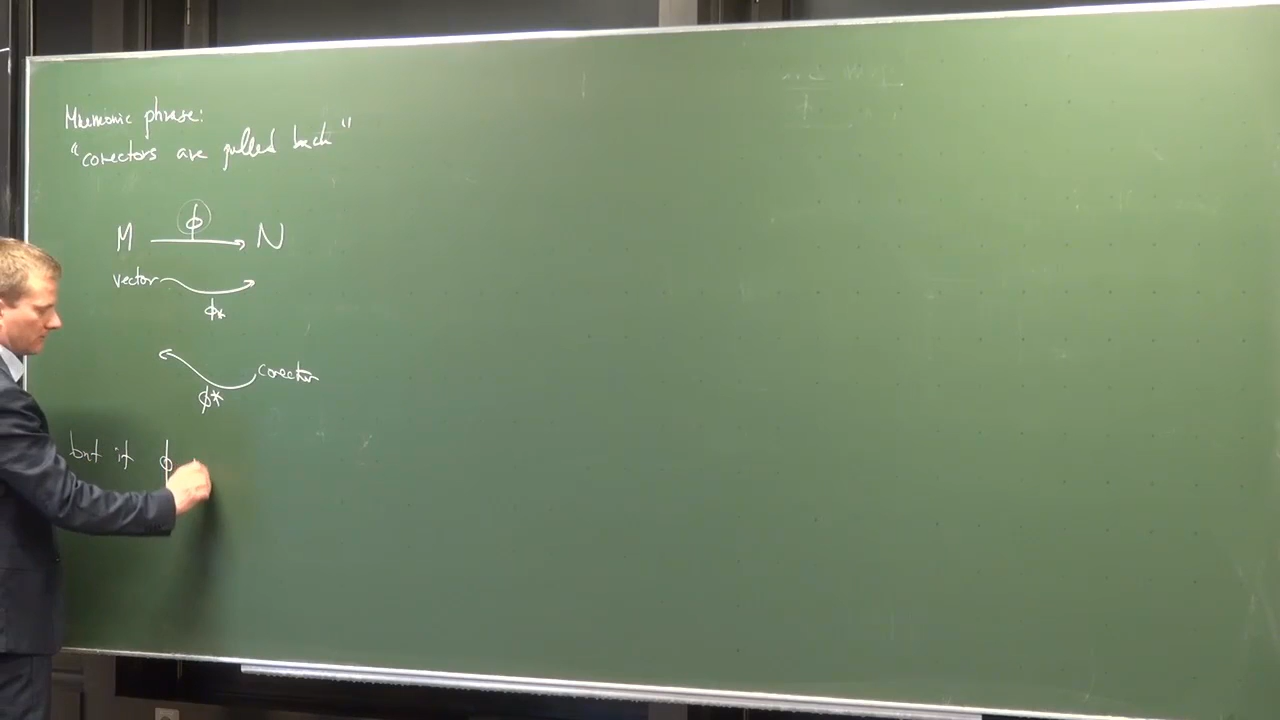 Mnemonic phrase:
"covectors are pulled back"
ϕ
M → N
vector
ϕ*
covector
ϕ*
but if ϕ